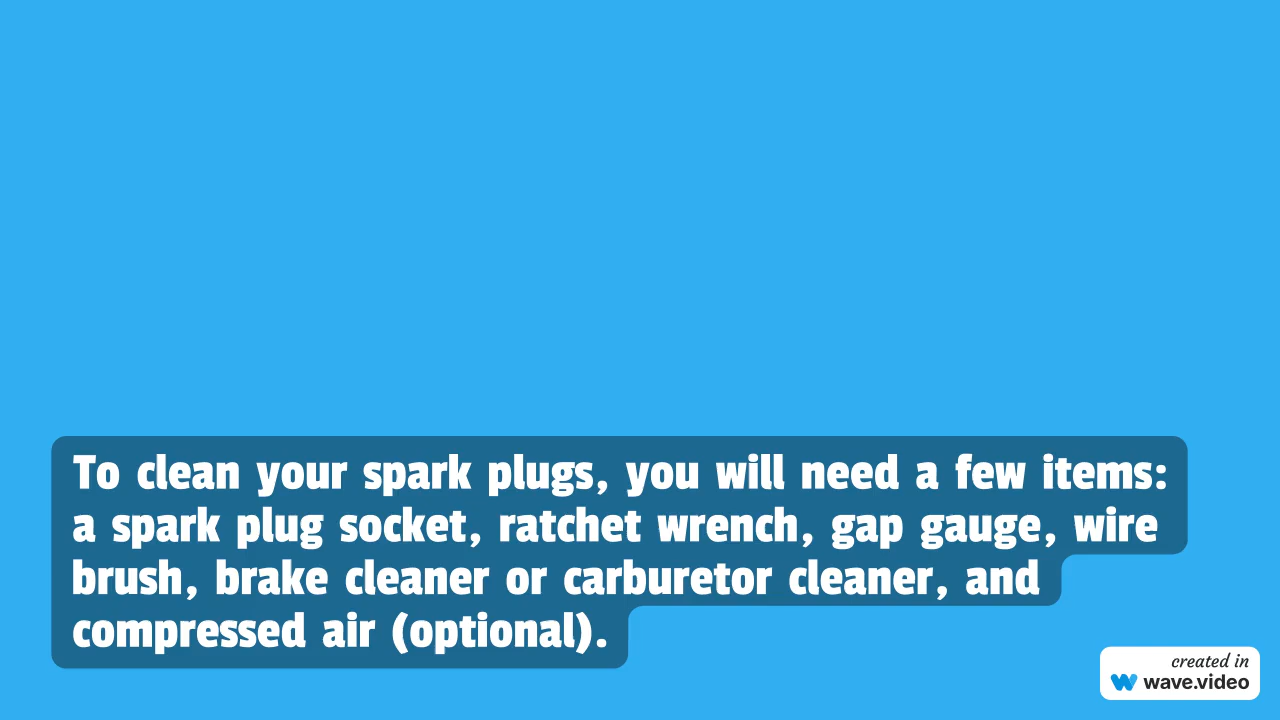 To clean your spark plugs, you will need a few items:
a spark plug socket, ratchet wrench, gap gauge, wire
brush, brake cleaner or carburetor cleaner, and
compressed air (optional).
created in
wave.video